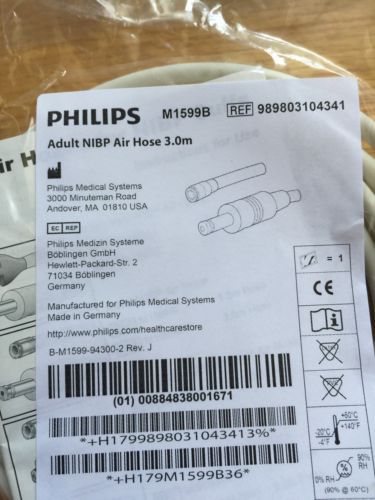 PHILIPS M1599B REF 989803104341
Adult NIBP Air Hose 3.0m
Philips Medical Systems
3000 Minuteman Road
Andover, MA 01810 USA
EC REP
Philips Medizin Systeme
Böblingen GmbH
Hewlett-Packard-Str. 2
71034 Böblingen
Germany
= 1
Manufactured for Philips Medical Systems
Made in Germany
CE
http://www.philips.com/healthcarestore
B-M1599-94300-2 Rev. J
(01) 00884838001671
*+H1799898031043413%*
*+H179M1599B36*
+60°C
+140°F
-20°C
-4°F
90%
RH
0% RH
(90% @ 60°C)